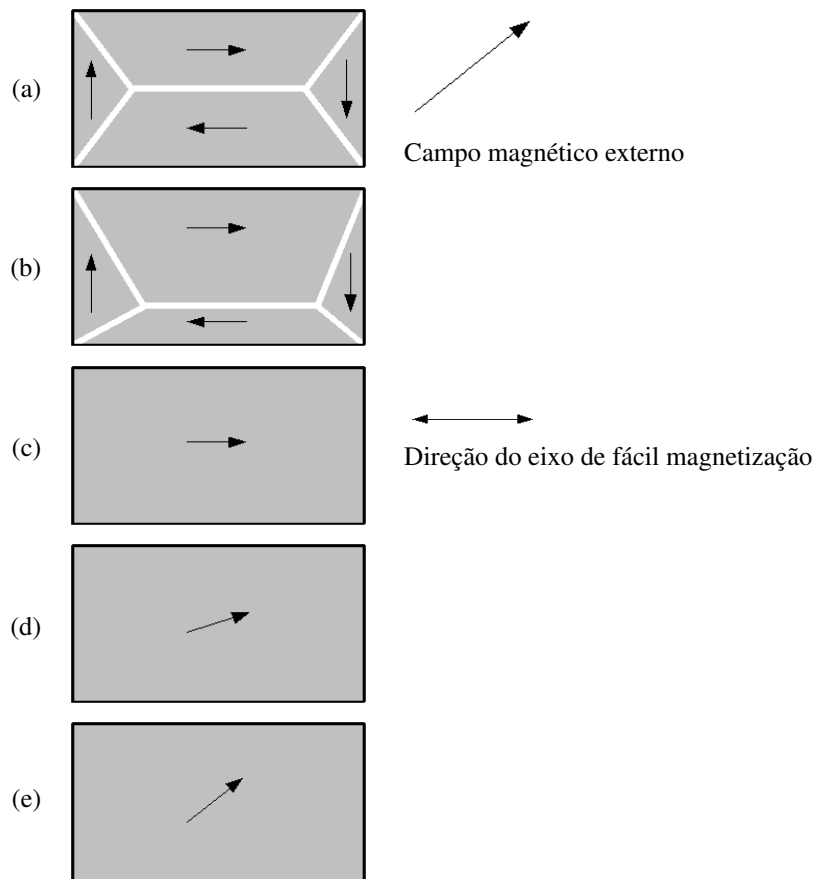 (a)
Campo magnético externo
(b)
(c)
Direção do eixo de fácil magnetização
(d)
(e)